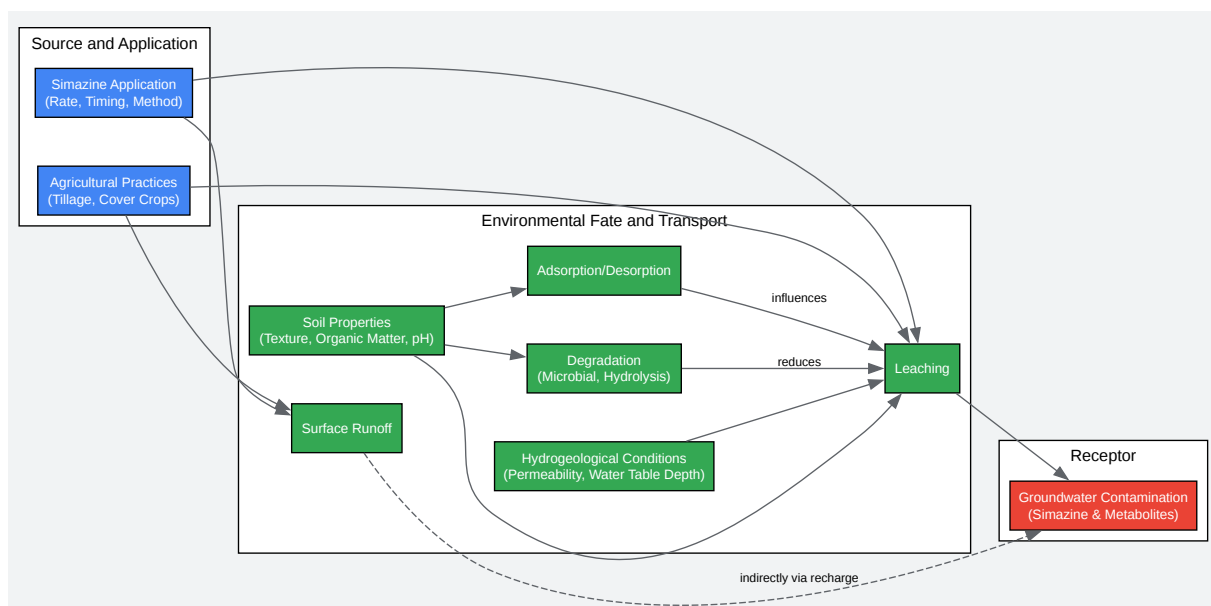 Source and Application
Simazine Application
(Rate, Timing, Method)
Agricultural Practices
(Tillage, Cover Crops)
Environmental Fate and Transport
Adsorption/Desorption
influences
Soil Properties
(Texture, Organic Matter, pH)
Degradation
(Microbial, Hydrolysis)
reduces
Leaching
Surface Runoff
Hydrogeological Conditions
(Permeability, Water Table Depth)
Receptor
Groundwater Contamination
(Simazine & Metabolites)
indirectly via recharge